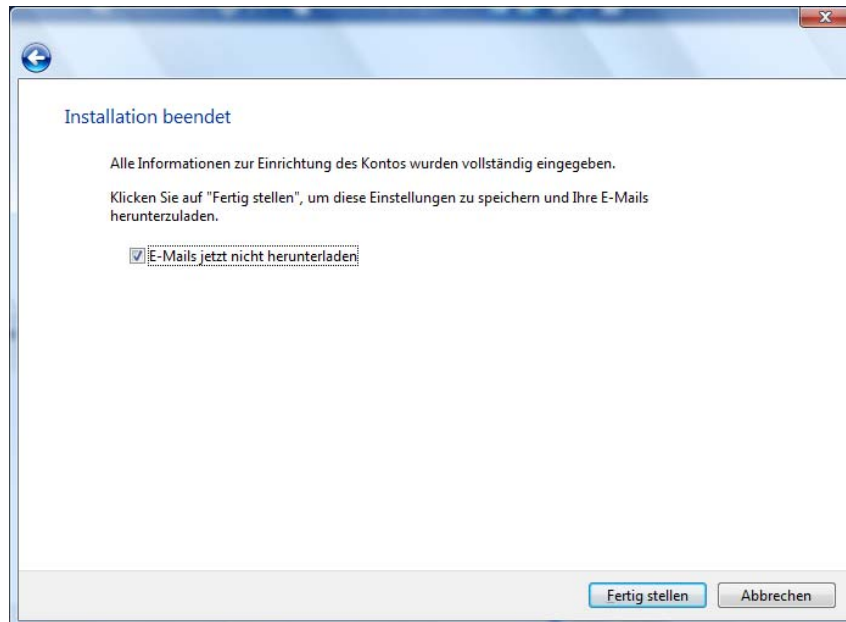 Installation beendet
Alle Informationen zur Einrichtung des Kontos wurden vollständig eingegeben.
Klicken Sie auf "Fertig stellen", um diese Einstellungen zu speichern und Ihre E-Mails
herunterzuladen.
E-Mails jetzt nicht herunterladen
Fertig stellen Abbrechen